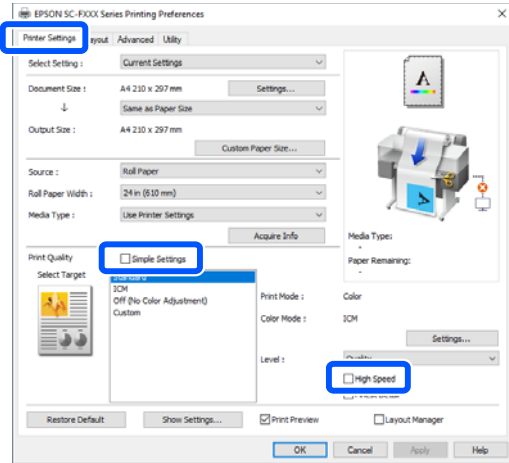 EPSON SC-FXXX Series Printing Preferences
Printer Settings Layout Advanced Utility
Select Setting : Current Settings
Document Size : A4 210 x 297 mm Settings...
Same as Paper Size
Output Size : A4 210 x 297 mm
Custom Paper Size...
Source : Roll Paper
Roll Paper Width : 24 in (610 mm)
Media Type : Use Printer Settings
Acquire Info
Media Type:
-
Paper Remaining:
-
Print Quality Simple Settings
Select Target
ICM
Off (No Color Adjustment)
Custom
Print Mode : Color
Color Mode : ICM
Settings...
Level : Quality
High Speed
Restore Default Show Settings... Print Preview Layout Manager
OK Cancel Apply Help